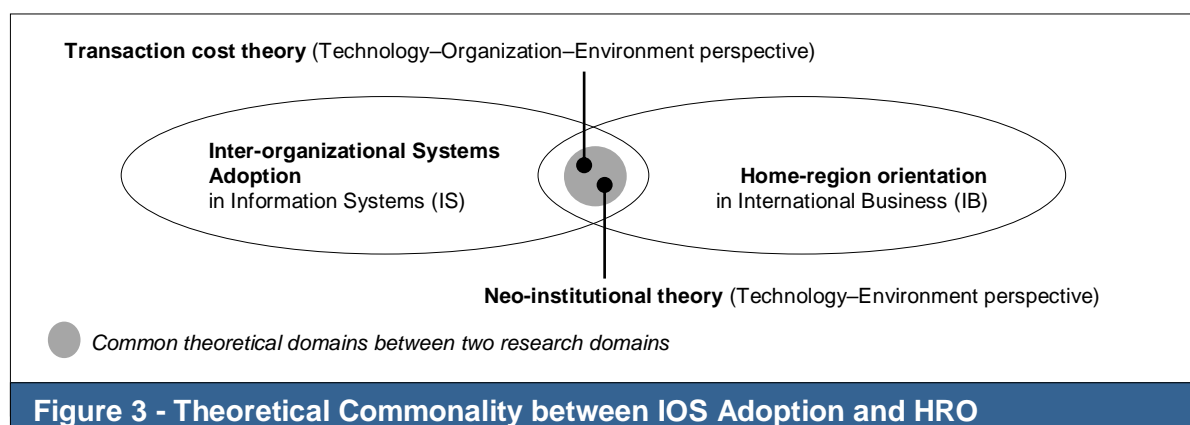 Transaction cost theory (Technology–Organization–Environment perspective)
Inter-organizational Systems
Adoption
in Information Systems (IS)
Home-region orientation
in International Business (IB)
Neo-institutional theory (Technology–Environment perspective)
Common theoretical domains between two research domains
Figure 3 - Theoretical Commonality between IOS Adoption and HRO